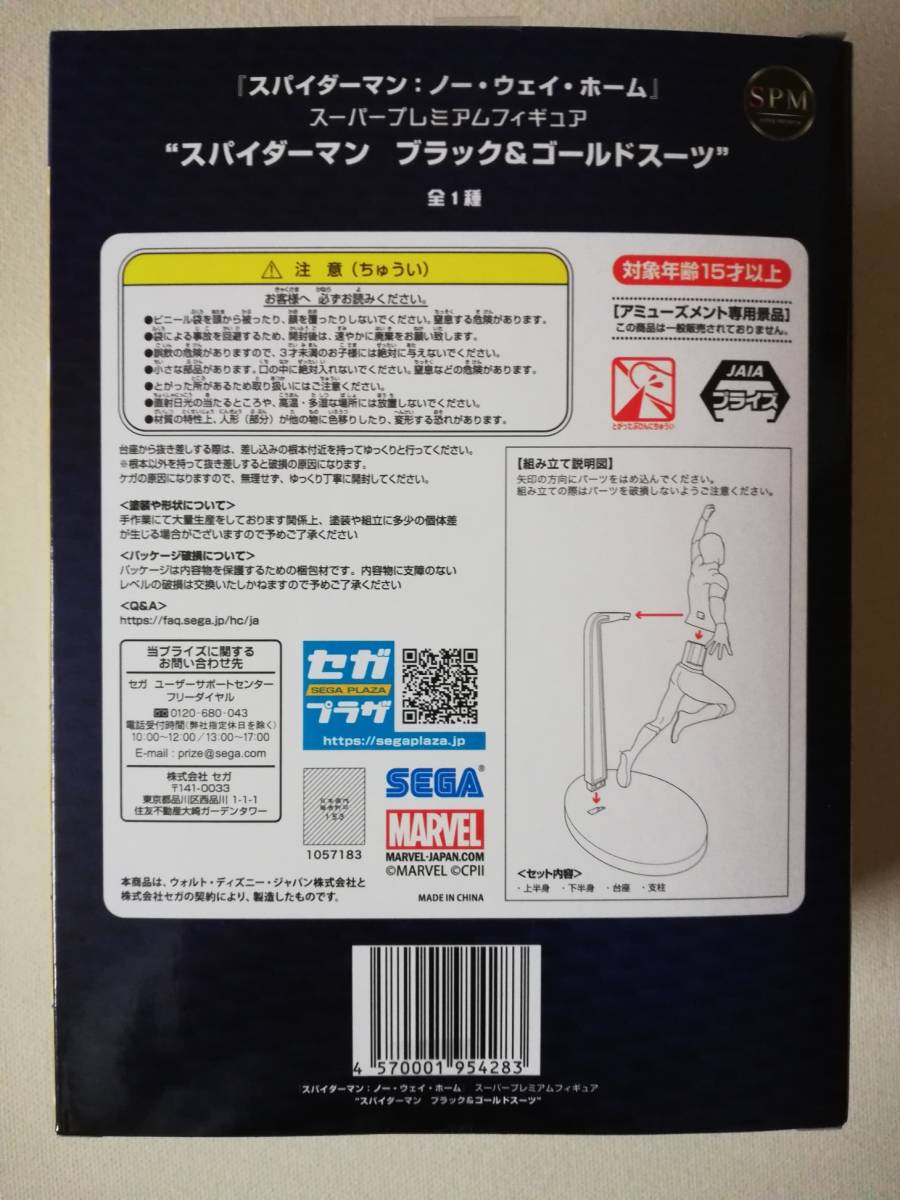 『スパイダーマン：ノー・ウェイ・ホーム』
スーパープレミアムフィギュア
“スパイダーマン ブラック&ゴールドスーツ”
全1種
SPM
⚠ 注 意（ちゅうい）
お客様へ 必ずお読みください。
●ビニール袋を頭から被ったり、顔を覆ったりしないでください。窒息する危険があります。
●袋による事故を回避するため、開封後は、速やかに廃棄をお願い致します。
●誤飲の危険がありますので、3才未満のお子様には絶対に与えないでください。
●小さな部品があります。口の中に絶対入れないでください。窒息などの危険があります。
●とがった所があるため取り扱いにはご注意ください。
●直射日光の当たるところや、高温・多湿な場所には放置しないでください。
●材質の特性上、人形（部分）が他の物に色移りしたり、変形する恐れがあります。
対象年齢15才以上
［アミューズメント専用景品］
この商品は一般販売されておりません。
とがってぶひんにちゅうい
JAIA
プライズ
台座から抜き差しする際は、差し込みの根本付近を持ってゆっくりと行ってください。
※根本以外を持って抜き差しすると破損の原因になります。
ケガの原因になりますので、無理せず、ゆっくり丁寧に開封してください。
<塗装や形状について>
手作業にて大量生産をしております関係上、塗装や組立に多少の個体差
が生じる場合がございますので予めご了承ください
<パッケージ破損について>
パッケージは内容物を保護するための梱包材です。内容物に支障のない
レベルの破損は交換いたしかねますので予めご了承ください
<Q&A>
https://faq.sega.jp/hc/ja
【組み立て説明図】
矢印の方向にパーツをはめ込んでください。
組み立ての際はパーツを破損しないようご注意ください。
<セット内容>
・上半身 ・下半身 ・台座 ・支柱
当プライズに関する
お問い合わせ先
セガ ユーザーサポートセンター
フリーダイヤル
0120-680-043
電話受付時間（弊社指定休日を除く）
10:00~12:00/13:00~17:00
E-mail : prize@sega.com
株式会社 セガ
〒141-0033
東京都品川区西品川 1-1-1
住友不動産大崎ガーデンタワー
セガ
SEGA PLAZA
プラザ
https://segaplaza.jp
日本国内
販売許可
153
1057183
SEGA®
MARVEL
MARVEL-JAPAN.COM
©MARVEL ©CPII
本商品は、ウォルト・ディズニー・ジャパン株式会社と
株式会社セガの契約により、製造したものです。
MADE IN CHINA
4 570001 954283
スパイダーマン：ノー・ウェイ・ホーム スーパープレミアムフィギュア
“スパイダーマン ブラック&ゴールドスーツ”